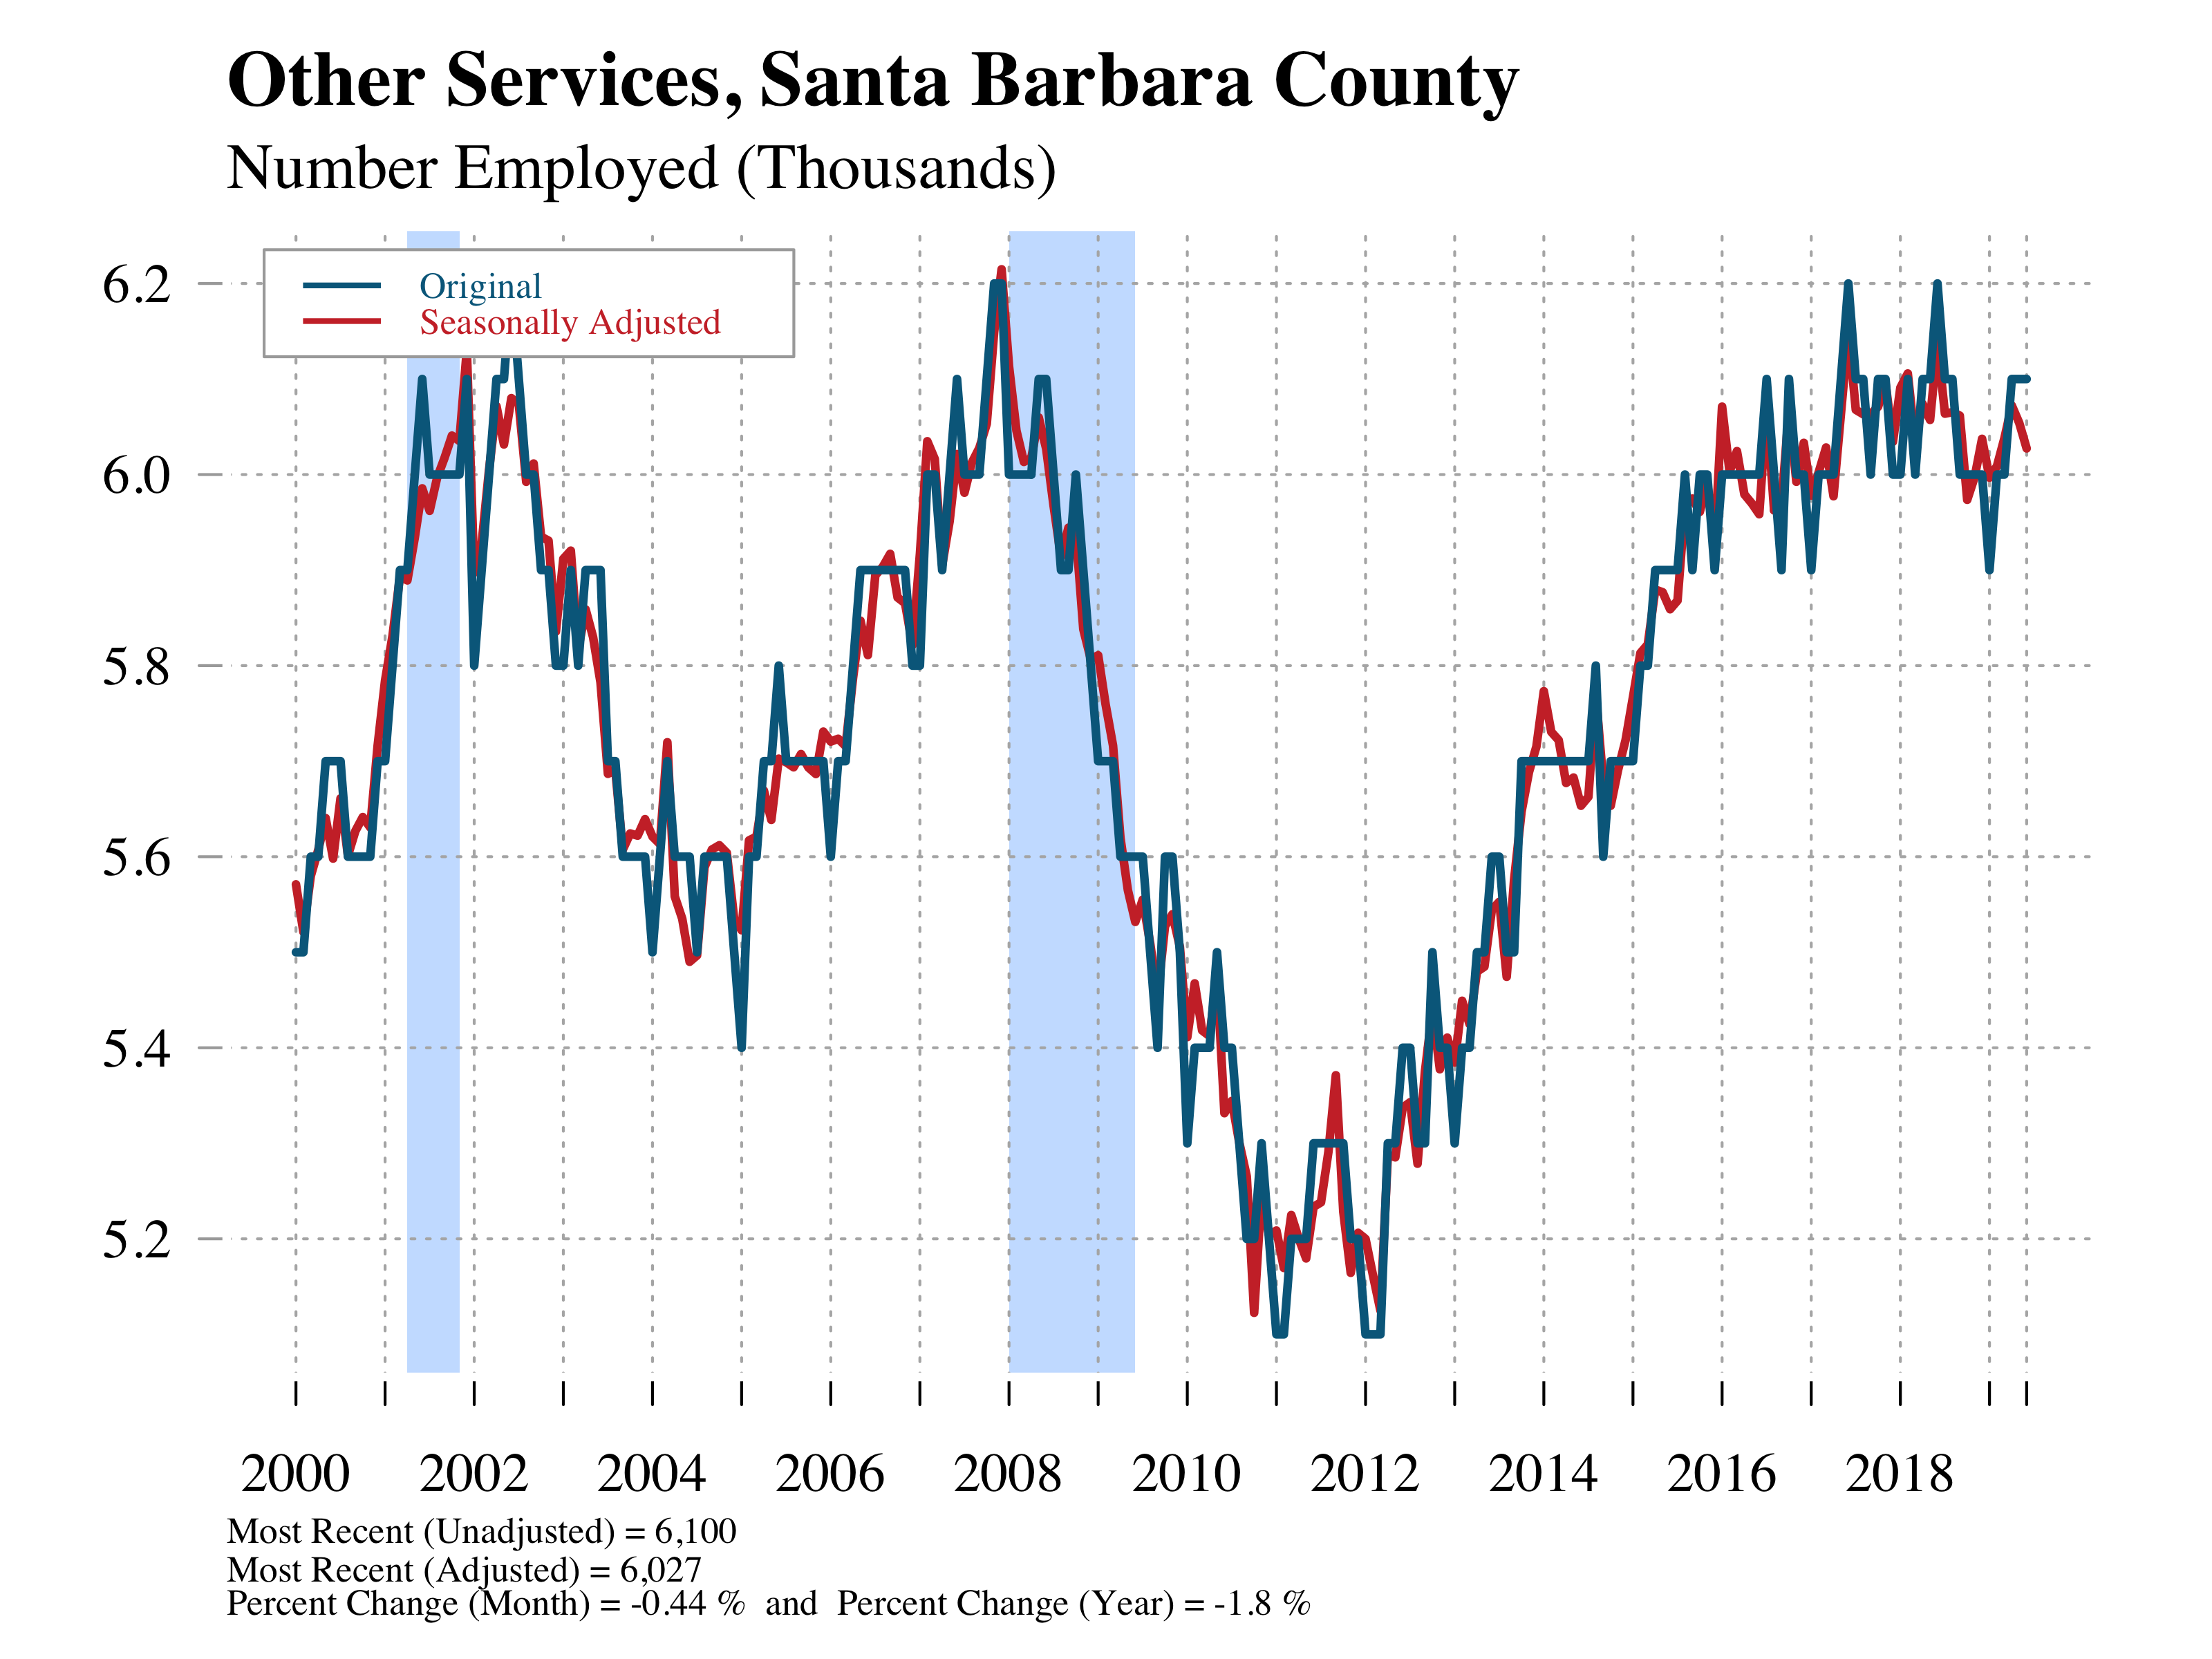 Other Services, Santa Barbara County
Number Employed (Thousands)
Original
Seasonally Adjusted
6.2
6.0
5.8
5.6
5.4
5.2
2000 2002 2004 2006 2008 2010 2012 2014 2016 2018
Most Recent (Unadjusted) = 6,100
Most Recent (Adjusted) = 6,027
Percent Change (Month) = -0.44 % and Percent Change (Year) = -1.8 %